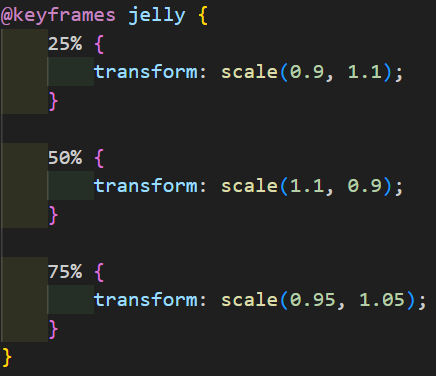 @keyframes jelly {
    25% {
        transform: scale(0.9, 1.1);
    }

    50% {
        transform: scale(1.1, 0.9);
    }

    75% {
        transform: scale(0.95, 1.05);
    }
}